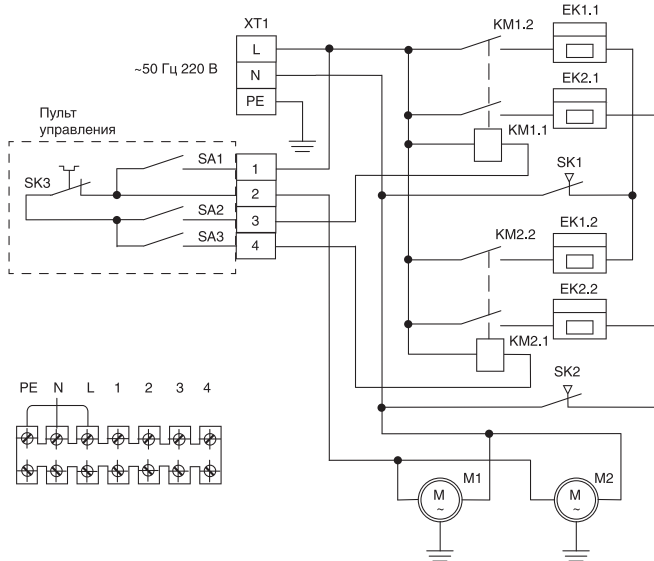 XT1
L
N
PE
~50 Гц 220 В
Пульт
управления
SK3
SA1
SA2
SA3
1
2
3
4
KM1.2
EK1.1
EK2.1
KM1.1
SK1
EK1.2
KM2.2
EK2.2
KM2.1
SK2
PE N L 1 2 3 4
M
~
M1
M
~
M2